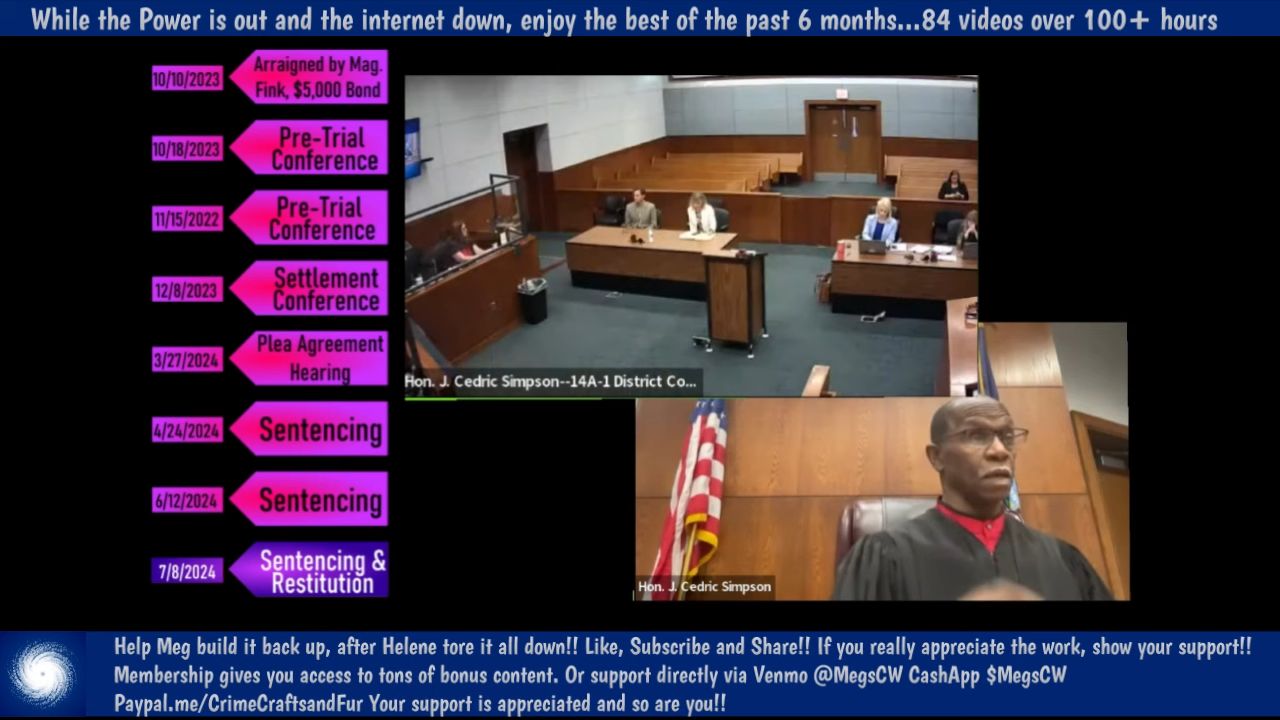 While the Power is out and the internet down, enjoy the best of the past 6 months...84 videos over 100+ hours
10/10/2023
Arraigned by Mag.
Fink, $5,000 Bond
10/18/2023
Pre-Trial
Conference
11/15/2022
Pre-Trial
Conference
12/8/2023
Settlement
Conference
3/27/2024
Plea Agreement
Hearing
4/24/2024
Sentencing
6/12/2024
Sentencing
7/8/2024
Sentencing &
Restitution
Hon. J. Cedric Simpson--14A-1 District Co...
Hon. J. Cedric Simpson
Help Meg build it back up, after Helene tore it all down!! Like, Subscribe and Share!! If you really appreciate the work, show your support!!
Membership gives you access to tons of bonus content. Or support directly via Venmo @MegsCW CashApp $MegsCW
Paypal.me/CrimeCraftsandFur Your support is appreciated and so are you!!